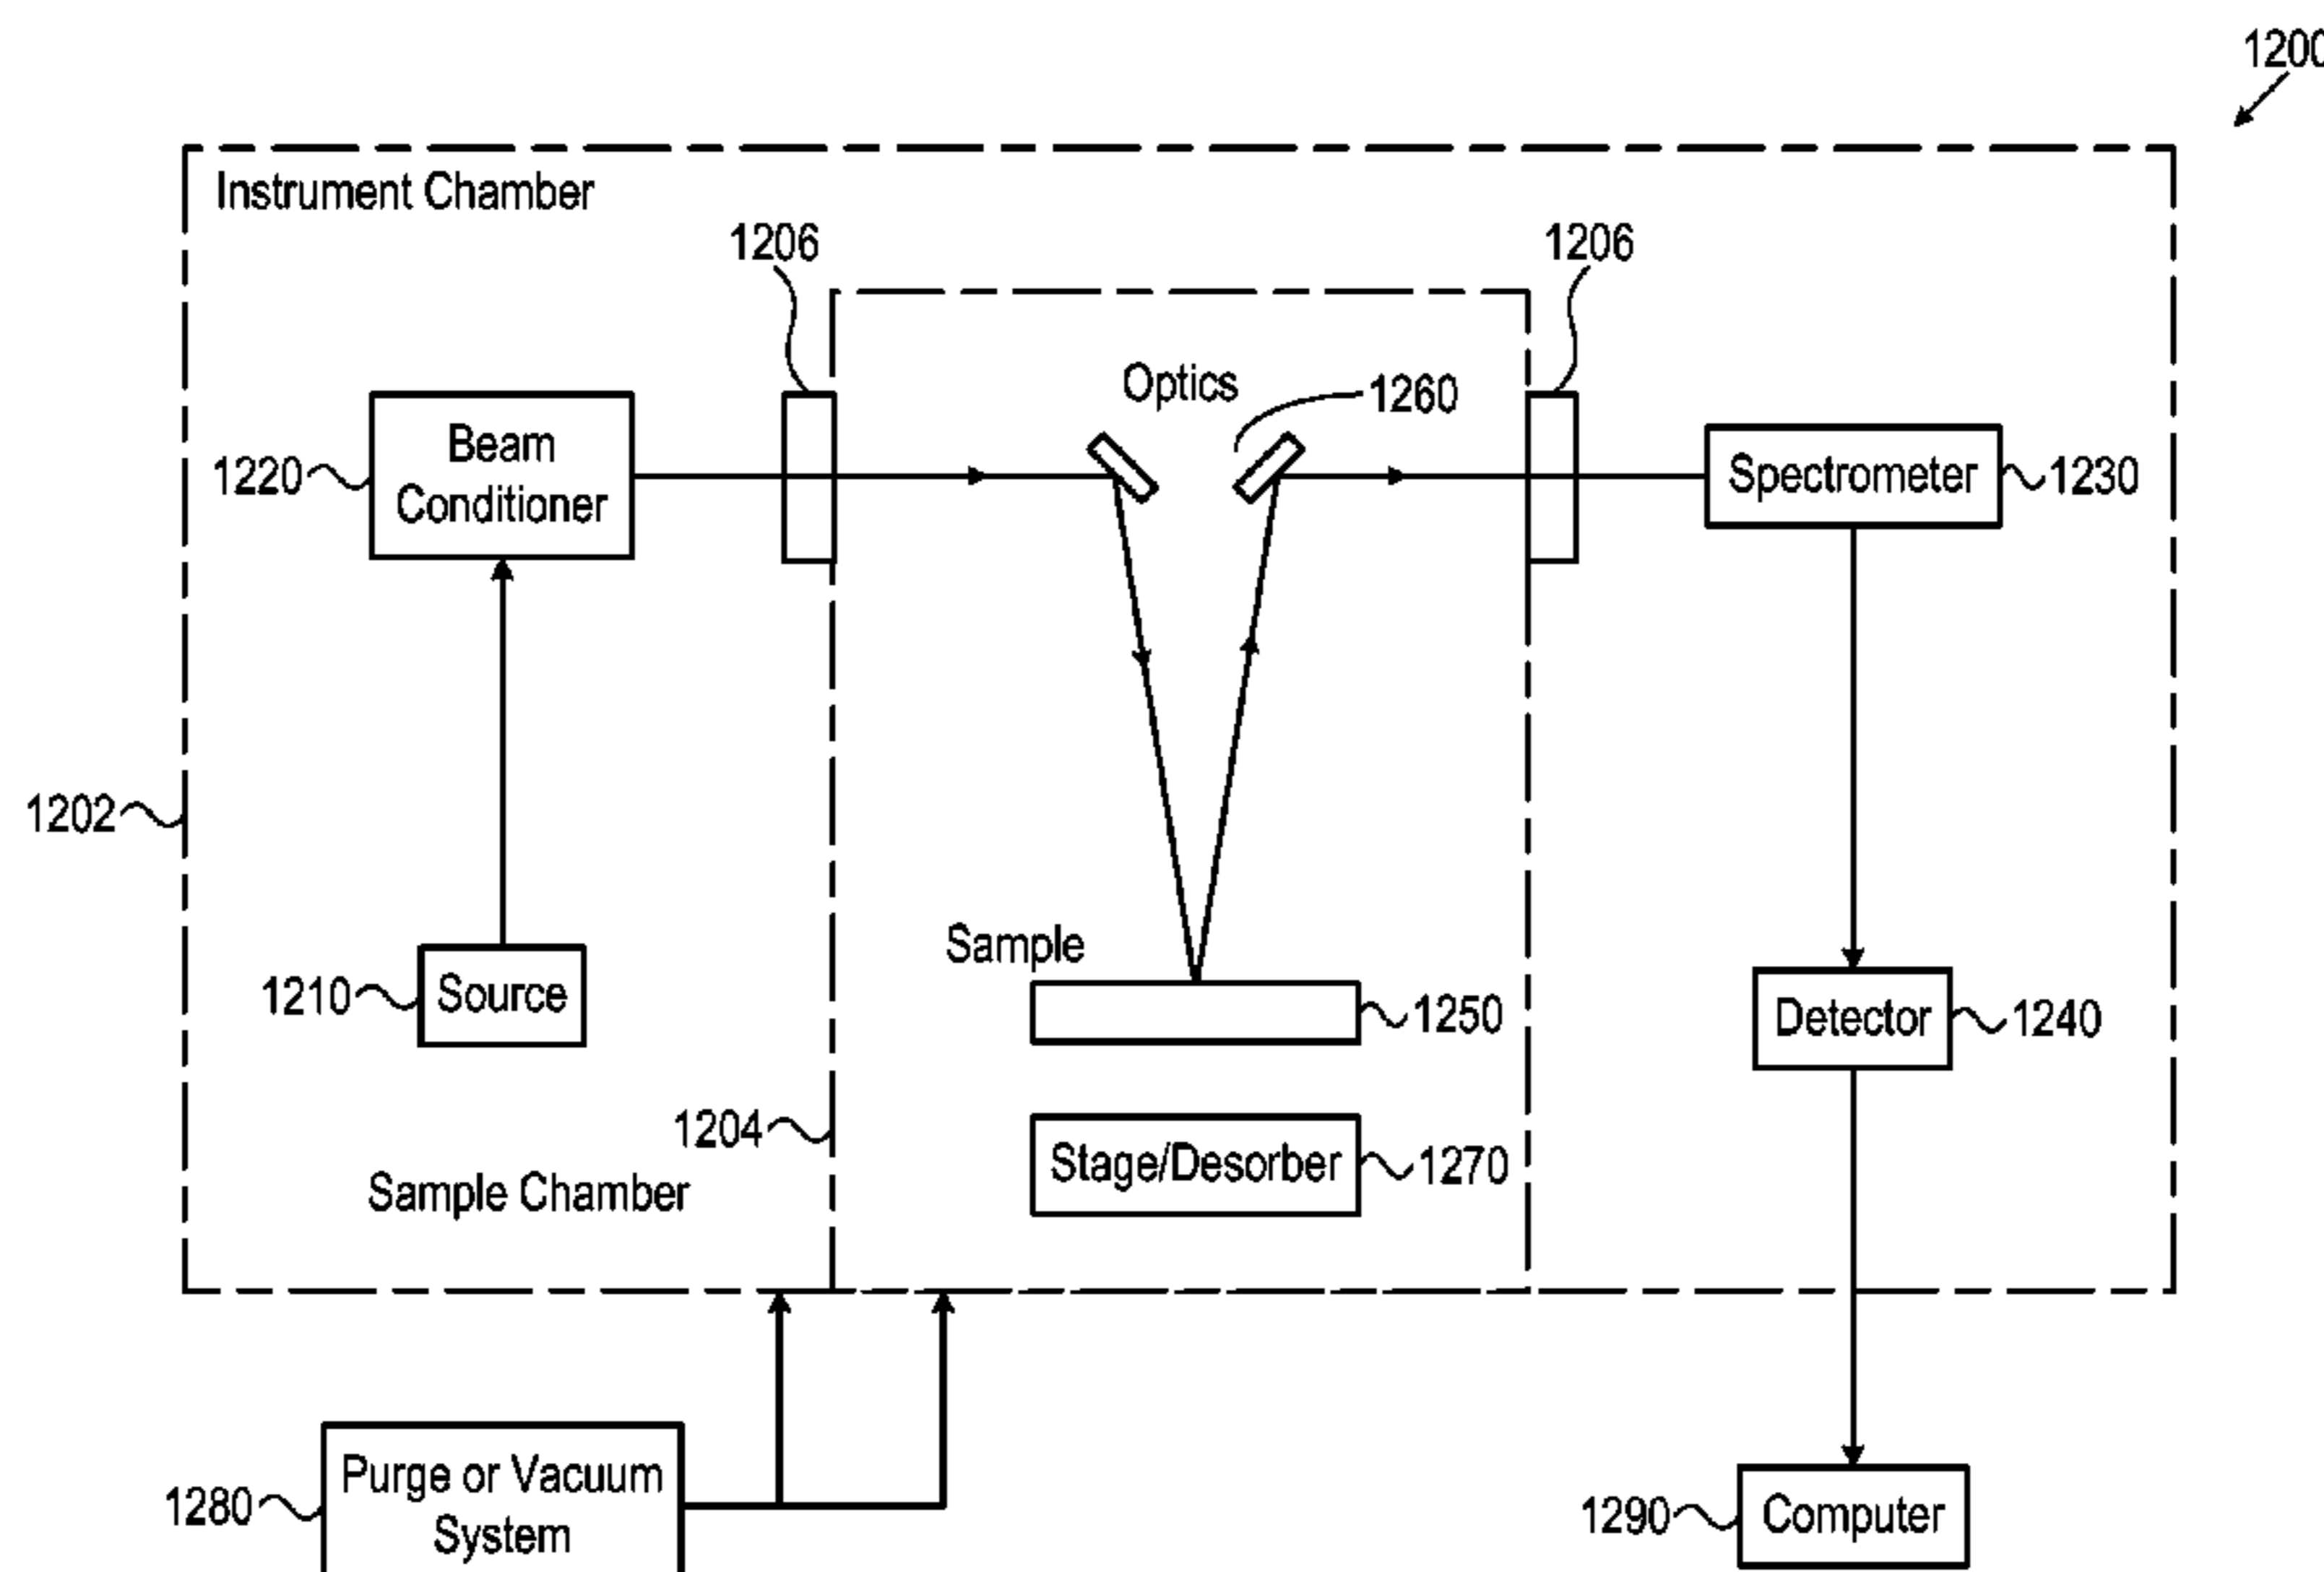 1200
Instrument Chamber
1206
1206
Optics
1260
Beam
Conditioner
1220
Spectrometer
1230
1202
Sample
1210
Source
1250
Detector
1240
1204
Stage/Desorber
1270
Sample Chamber
Purge or Vacuum
System
1280
1290
Computer